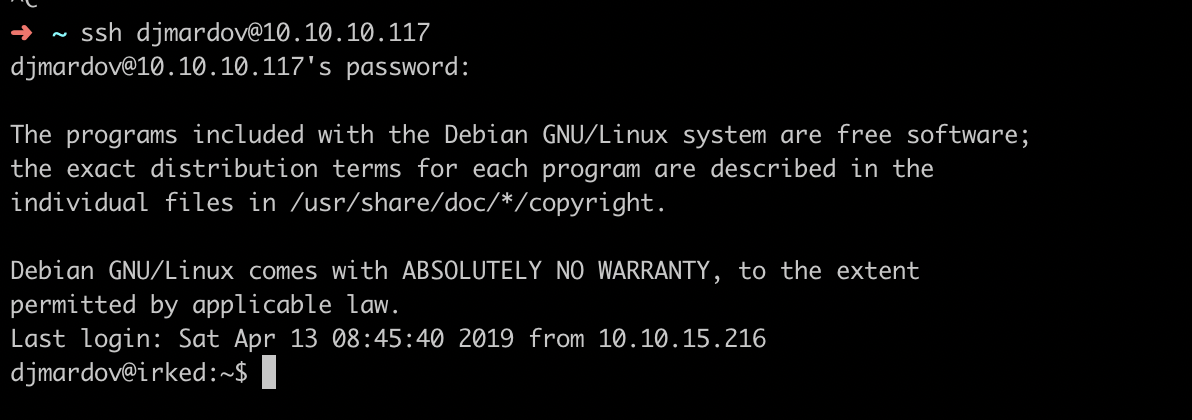 ^C
➜ ~ ssh djmardov@10.10.10.117
djmardov@10.10.10.117's password:
The programs included with the Debian GNU/Linux system are free software;
the exact distribution terms for each program are described in the
individual files in /usr/share/doc/*/copyright.
Debian GNU/Linux comes with ABSOLUTELY NO WARRANTY, to the extent
permitted by applicable law.
Last login: Sat Apr 13 08:45:40 2019 from 10.10.15.216
djmardov@irked:~$